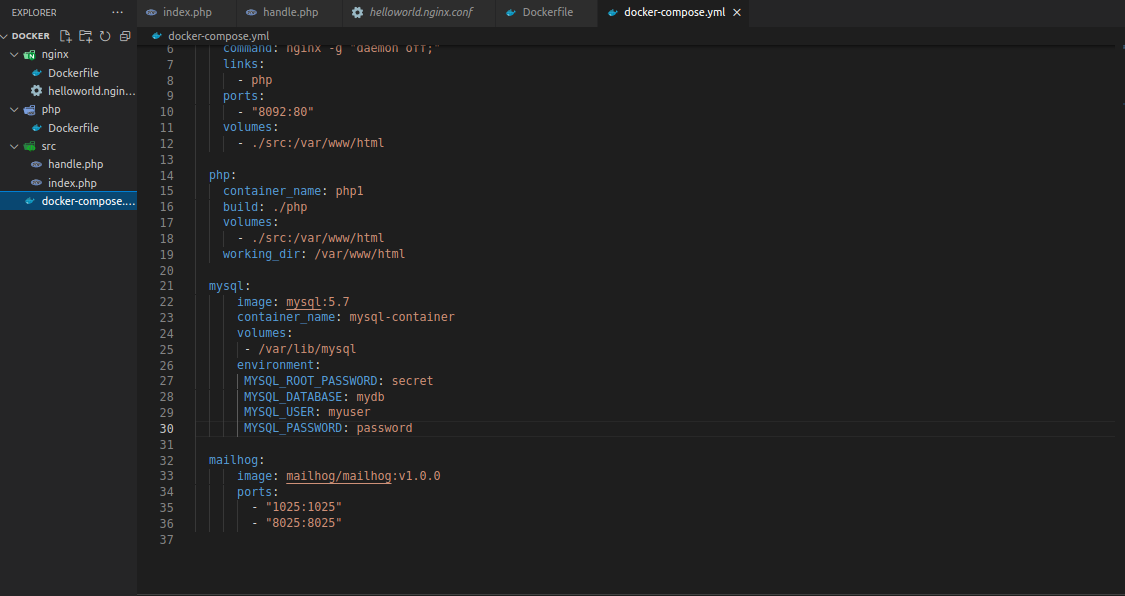 EXPLORER ...
index.php
handle.php
helloworld.nginx.conf
Dockerfile
docker-compose.yml
DOCKER
docker-compose.yml
nginx
Dockerfile
helloworld.ngin...
php
Dockerfile
src
handle.php
index.php
docker-compose....
6 command: nginx -g "daemon off;"
7 links:
8 - php
9 ports:
10 - "8092:80"
11 volumes:
12 - ./src:/var/www/html
13
14 php:
15 container_name: php1
16 build: ./php
17 volumes:
18 - ./src:/var/www/html
19 working_dir: /var/www/html
20
21 mysql:
22 image: mysql:5.7
23 container_name: mysql-container
24 volumes:
25 - /var/lib/mysql
26 environment:
27 MYSQL_ROOT_PASSWORD: secret
28 MYSQL_DATABASE: mydb
29 MYSQL_USER: myuser
30 MYSQL_PASSWORD: password
31
32 mailhog:
33 image: mailhog/mailhog:v1.0.0
34 ports:
35 - "1025:1025"
36 - "8025:8025"
37